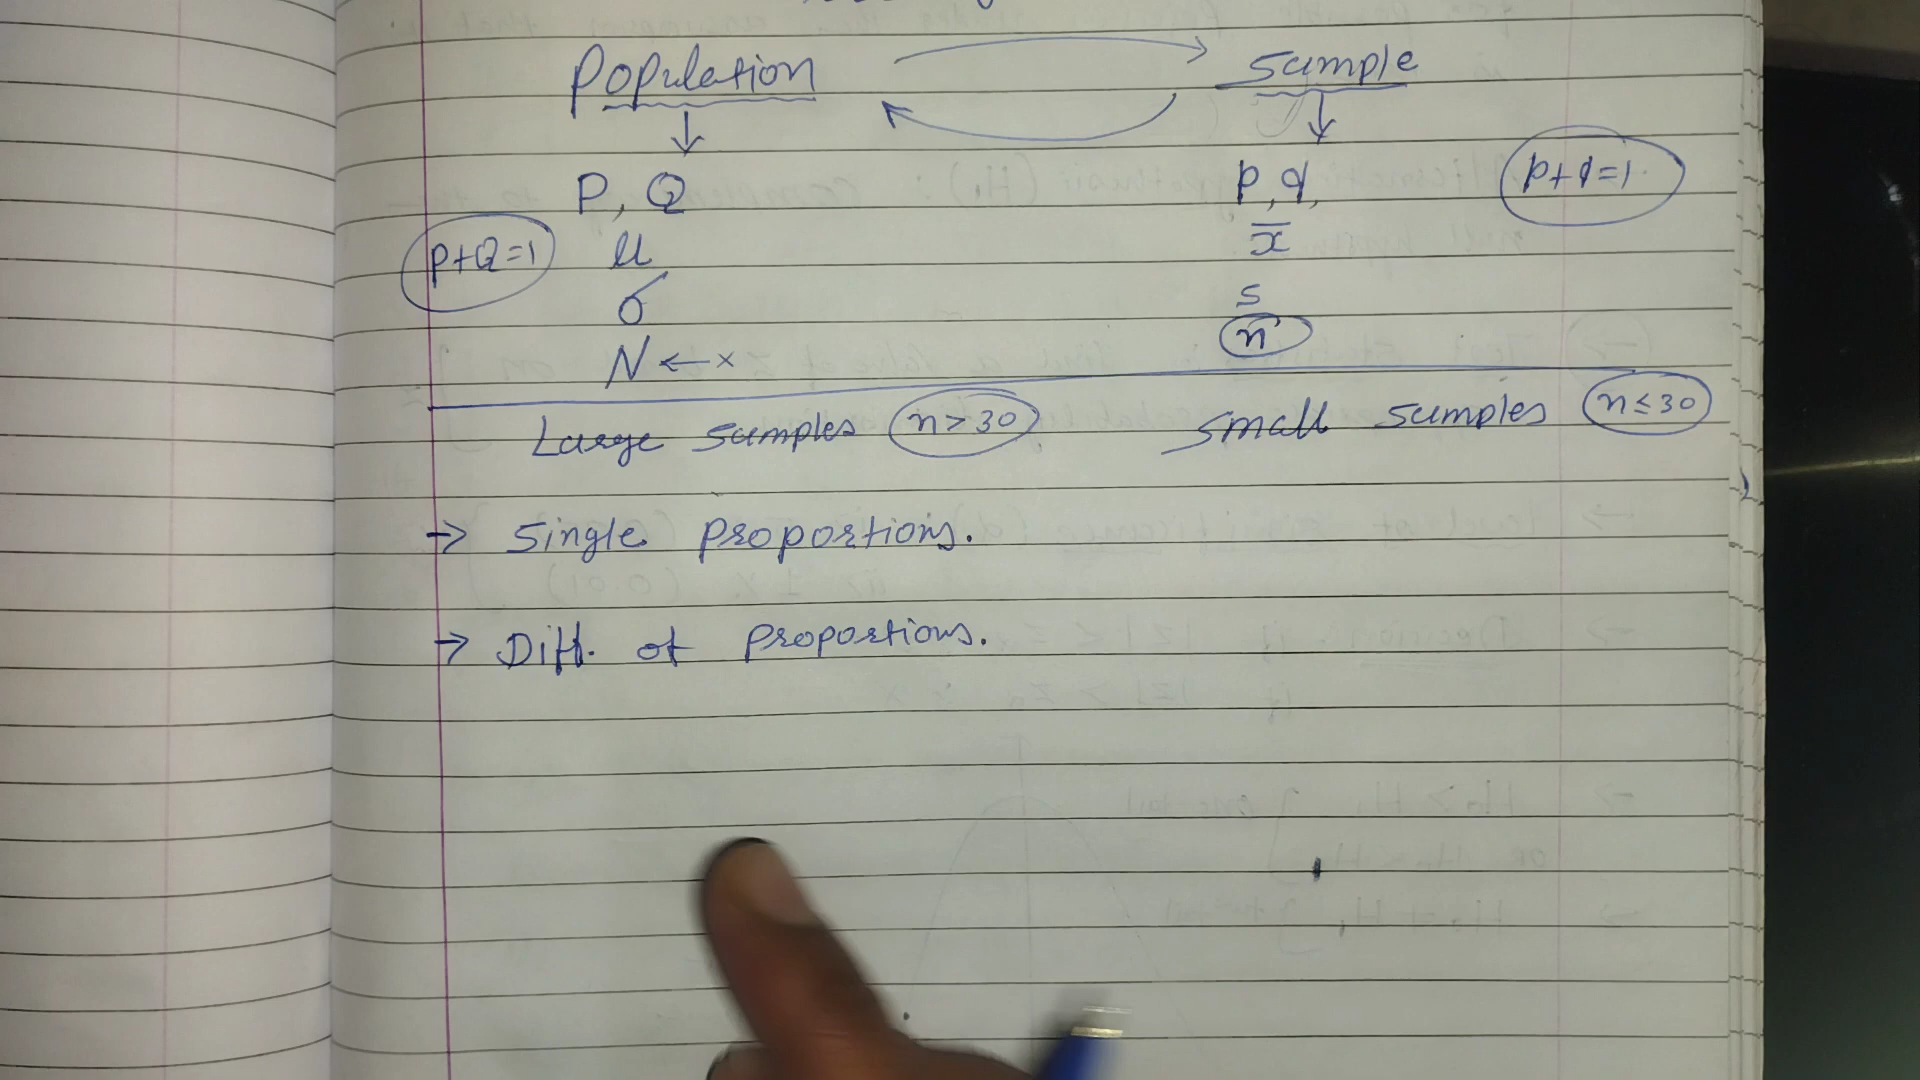 Population Sample
P, Q p, q,
p+q=1
P+Q=1
μ x̄
σ s
N ← × n
Large samples n > 30 Small samples n ≤ 30
→ Single proportions.
→ Diff. of proportions.